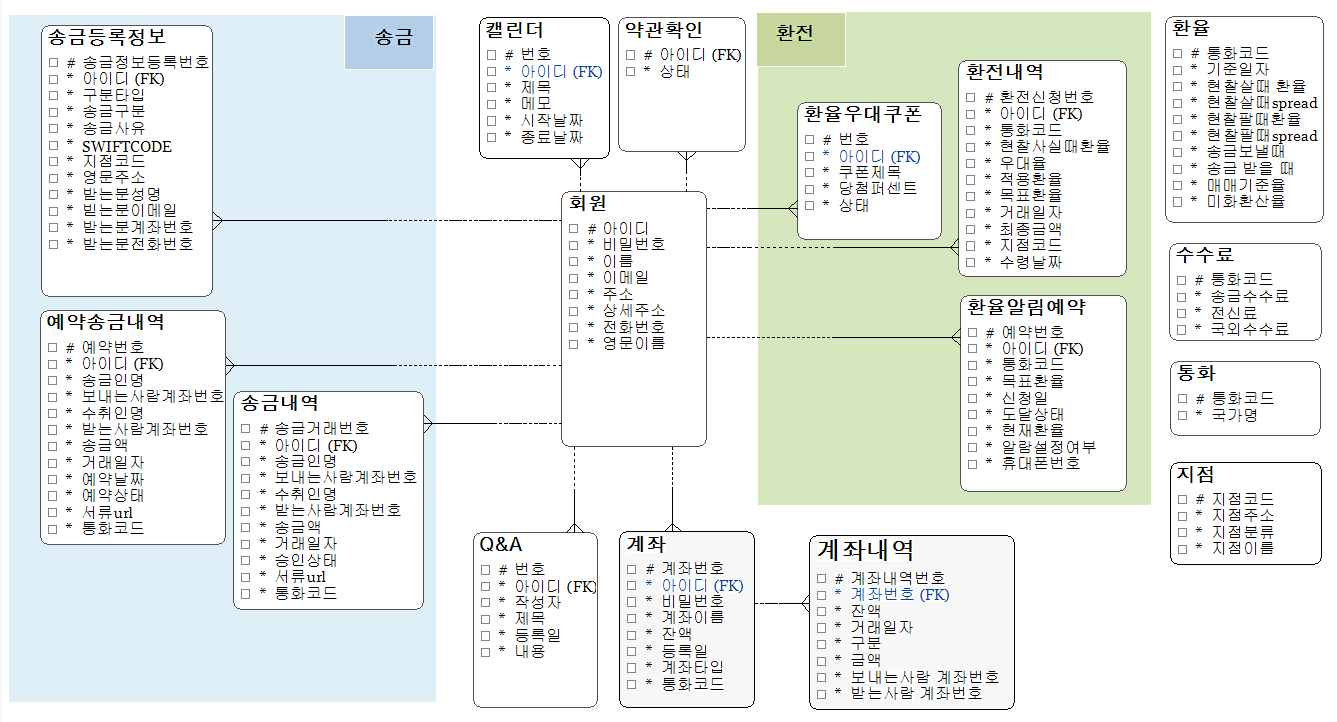 송금
송금등록정보
# 송금정보등록번호
* 아이디 (FK)
* 구분타입
* 송금구분
* 송금사유
* SWIFTCODE
* 지점코드
* 영문주소
* 받는분성명
* 받는분이메일
* 받는분계좌번호
* 받는분전화번호
예약송금내역
# 예약번호
* 아이디 (FK)
* 송금인명
* 보내는사람계좌번호
* 수취인명
* 받는사람계좌번호
* 송금액
* 거래일자
* 예약날짜
* 예약상태
* 서류url
* 통화코드
송금내역
# 송금거래번호
* 아이디 (FK)
* 송금인명
* 보내는사람계좌번호
* 수취인명
* 받는사람계좌번호
* 송금액
* 거래일자
* 승인상태
* 서류url
* 통화코드
캘린더
# 번호
* 아이디 (FK)
* 제목
* 메모
* 시작날짜
* 종료날짜
약관확인
# 아이디 (FK)
* 상태
회원
# 아이디
* 비밀번호
* 이름
* 이메일
* 주소
* 상세주소
* 전화번호
* 영문이름
Q&A
# 번호
* 아이디 (FK)
* 작성자
* 제목
* 등록일
* 내용
계좌
# 계좌번호
* 아이디 (FK)
* 비밀번호
* 계좌이름
* 잔액
* 등록일
* 계좌타입
* 통화코드
계좌내역
# 계좌내역번호
* 계좌번호 (FK)
* 잔액
* 거래일자
* 구분
* 금액
* 보내는사람 계좌번호
* 받는사람 계좌번호
환전
환율우대쿠폰
# 번호
* 아이디 (FK)
* 쿠폰제목
* 당첨퍼센트
* 상태
환전내역
# 환전신청번호
* 아이디 (FK)
* 통화코드
* 현찰사실때환율
* 우대율
* 적용환율
* 목표환율
* 거래일자
* 최종금액
* 지점코드
* 수령날짜
환율알림예약
# 예약번호
* 아이디 (FK)
* 통화코드
* 목표환율
* 신청일
* 도달상태
* 현재환율
* 알람설정여부
* 휴대폰번호
환율
# 통화코드
* 기준일자
* 현찰살때 환율
* 현찰살때spread
* 현찰팔때환율
* 현찰팔때spread
* 송금보낼때
* 송금 받을 때
* 매매기준율
* 미화환산율
수수료
# 통화코드
* 송금수수료
* 전신료
* 국외수수료
통화
# 통화코드
* 국가명
지점
# 지점코드
* 지점주소
* 지점분류
* 지점이름